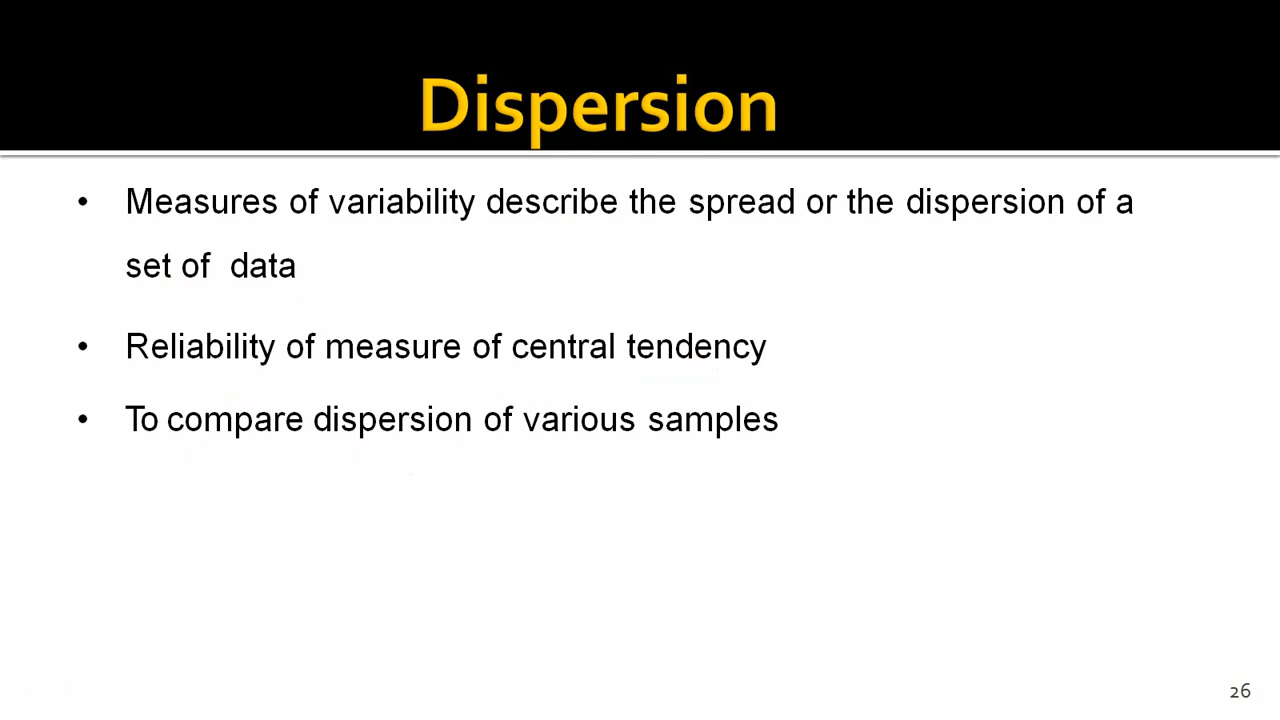 Dispersion
• Measures of variability describe the spread or the dispersion of a
set of data
• Reliability of measure of central tendency
• To compare dispersion of various samples
26